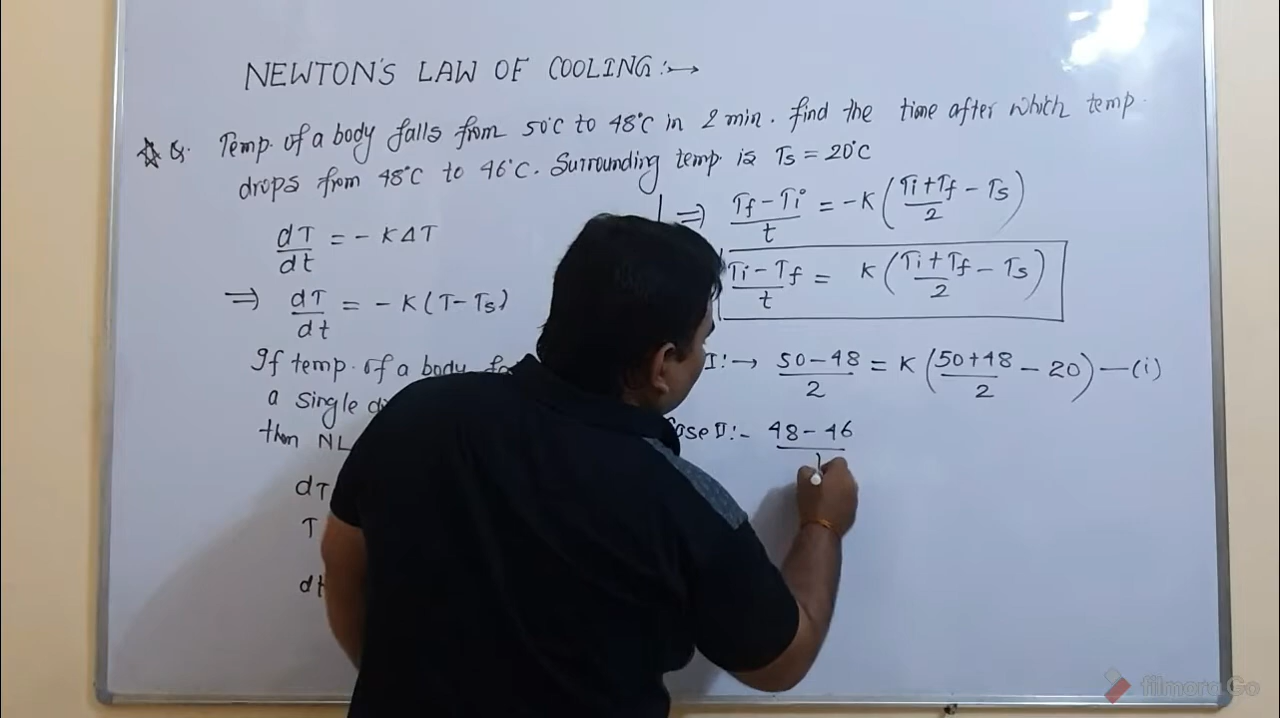 NEWTON'S LAW OF COOLING :→
Q. Temp. of a body falls from 50°C to 48°C in 2 min. find the time after which temp.
drops from 48°C to 46°C. Surrounding temp. is Ts = 20°C
dT/dt = - KΔT
⇒ dT/dt = - K(T - Ts)
If temp. of a body
a single
then NL
dT
T
dt
⇒ Tf - Ti/t = -K(Ti+Tf/2 - Ts)
Ti - Tf/t = K(Ti+Tf/2 - Ts)
I:→ 50-48/2 = K(50+48/2 - 20) —(i)
48-46
filmora Go